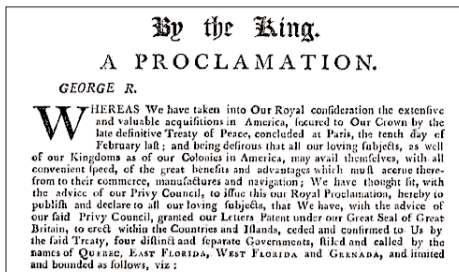 By the King.
A PROCLAMATION.
GEORGE R.
WHEREAS We have taken into Our Royal conſideration the extenſive
and valuable acquiſitions in America, ſecured to Our Crown by the
late definitive Treaty of Peace, concluded at Paris, the tenth day of
February laſt; and being deſirous that all our loving ſubjects, as well
of our Kingdoms as of our Colonies in America, may avail themſelves, with all
convenient ſpeed, of the great benefits and advantages which muſt accrue there-
from to their commerce, manufactures and navigation; We have thought fit, with
the advice of our Privy Council, to iſſue this our Royal Proclamation, hereby to
publiſh and declare to all our loving ſubjects, that We have, with the advice of
our ſaid Privy Council, granted our Letters Patent under our Great Seal of Great
Britain, to erect within the Countries and Iſlands, ceded and confirmed to Us by
the ſaid Treaty, four diſtinct and ſeparate Governments, ſtiled and called by the
names of QUEBEC, EAST FLORIDA, WEST FLORIDA and GRENADA, and limited
and bounded as follows, viz: